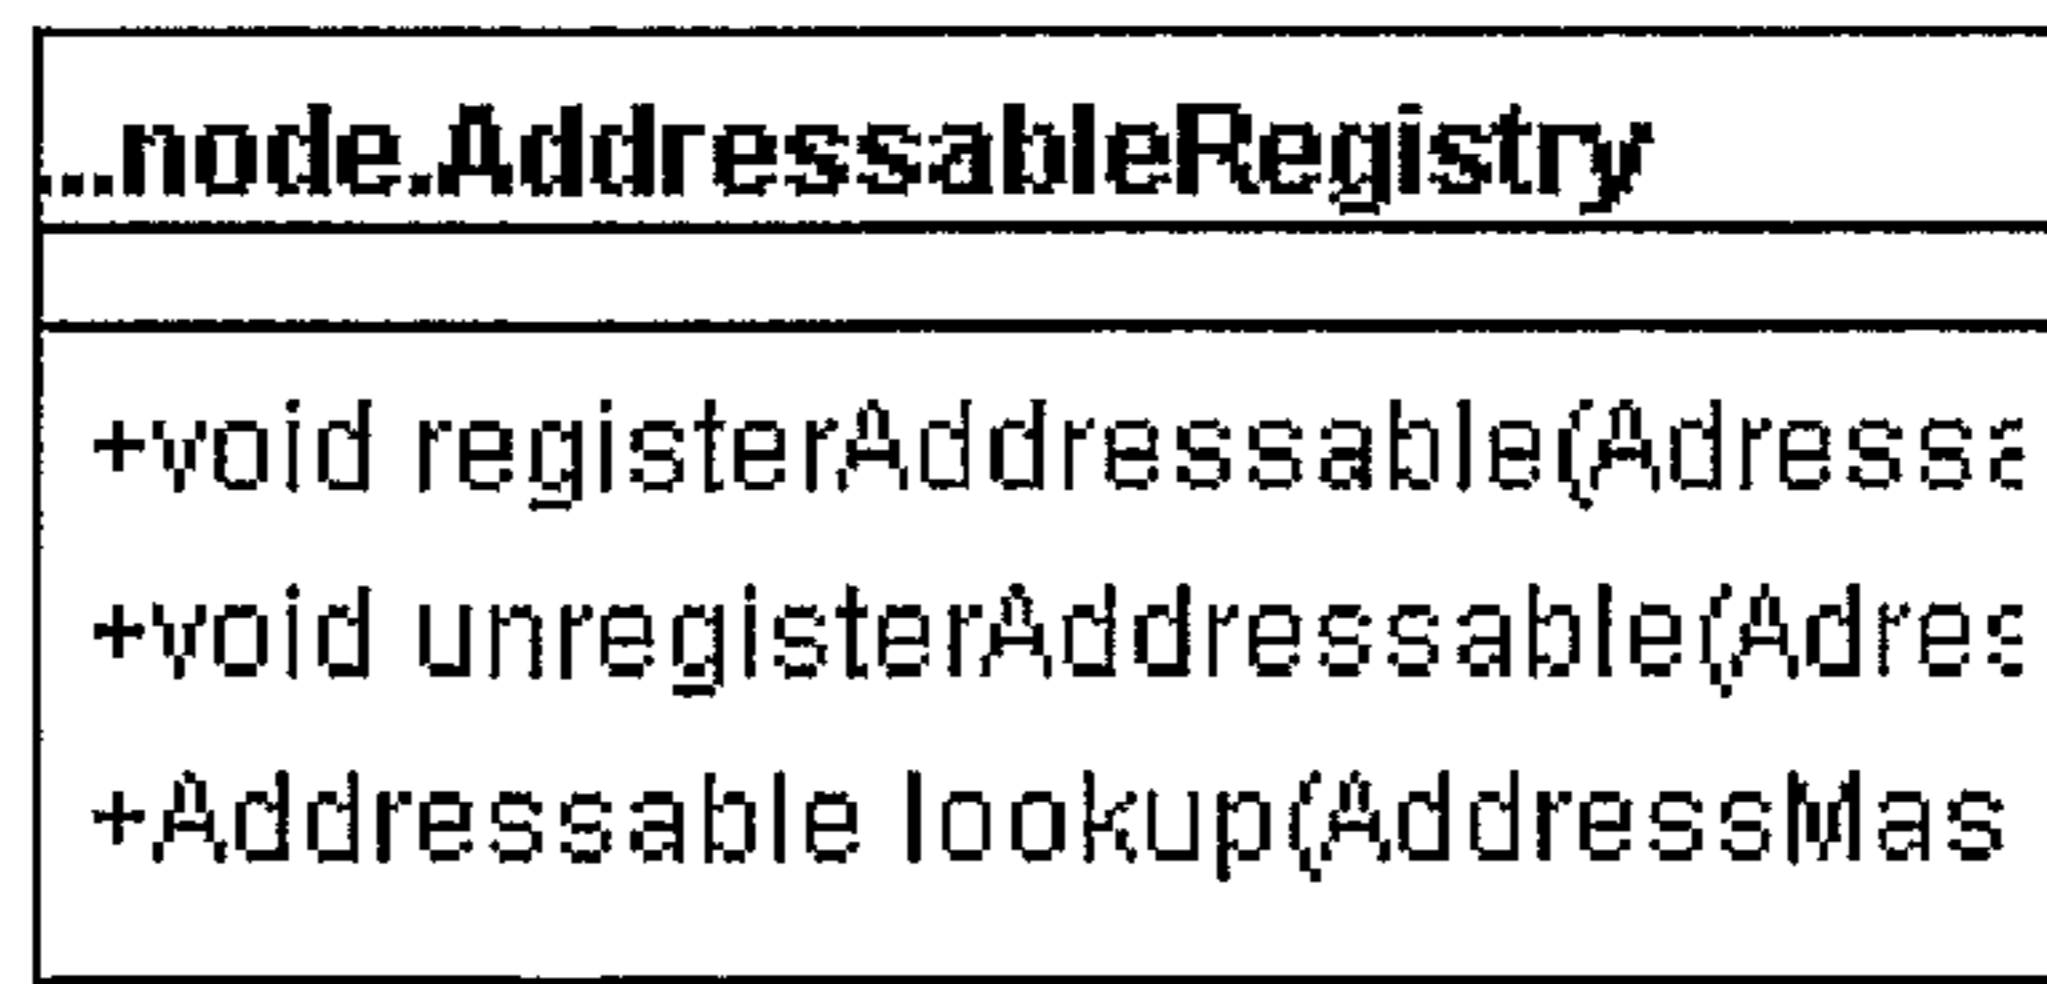 ...node.AddressableRegistry
+void registerAddressable(Adressa
+void unregisterAddressable(Adres
+Addressable lookup(AddressMas